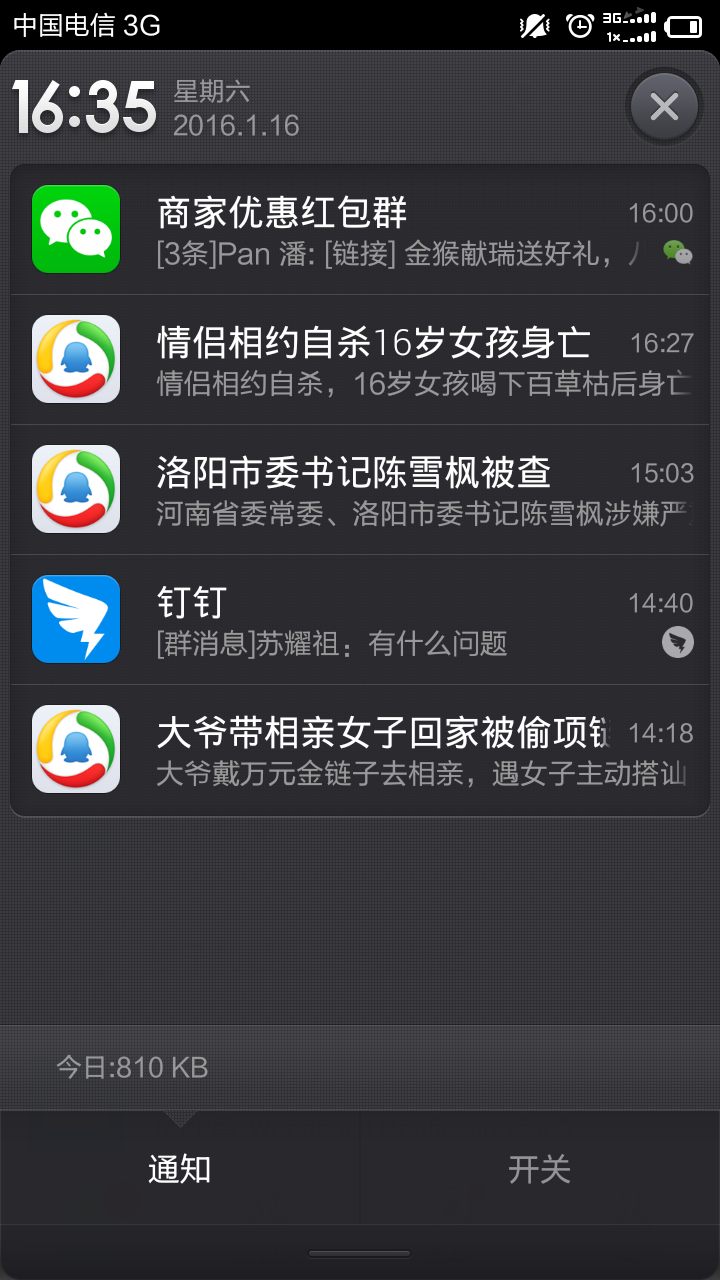 中国电信 3G
3G
1×
16:35
星期六
2016.1.16
商家优惠红包群 16:00
[3条]Pan 潘: [链接] 金猴献瑞送好礼，
情侣相约自杀16岁女孩身亡 16:27
情侣相约自杀，16岁女孩喝下百草枯后身亡
洛阳市委书记陈雪枫被查 15:03
河南省委常委、洛阳市委书记陈雪枫涉嫌严
钉钉 14:40
[群消息]苏耀祖：有什么问题
大爷带相亲女子回家被偷项链 14:18
大爷戴万元金链子去相亲，遇女子主动搭讪
今日:810 KB
通知 开关